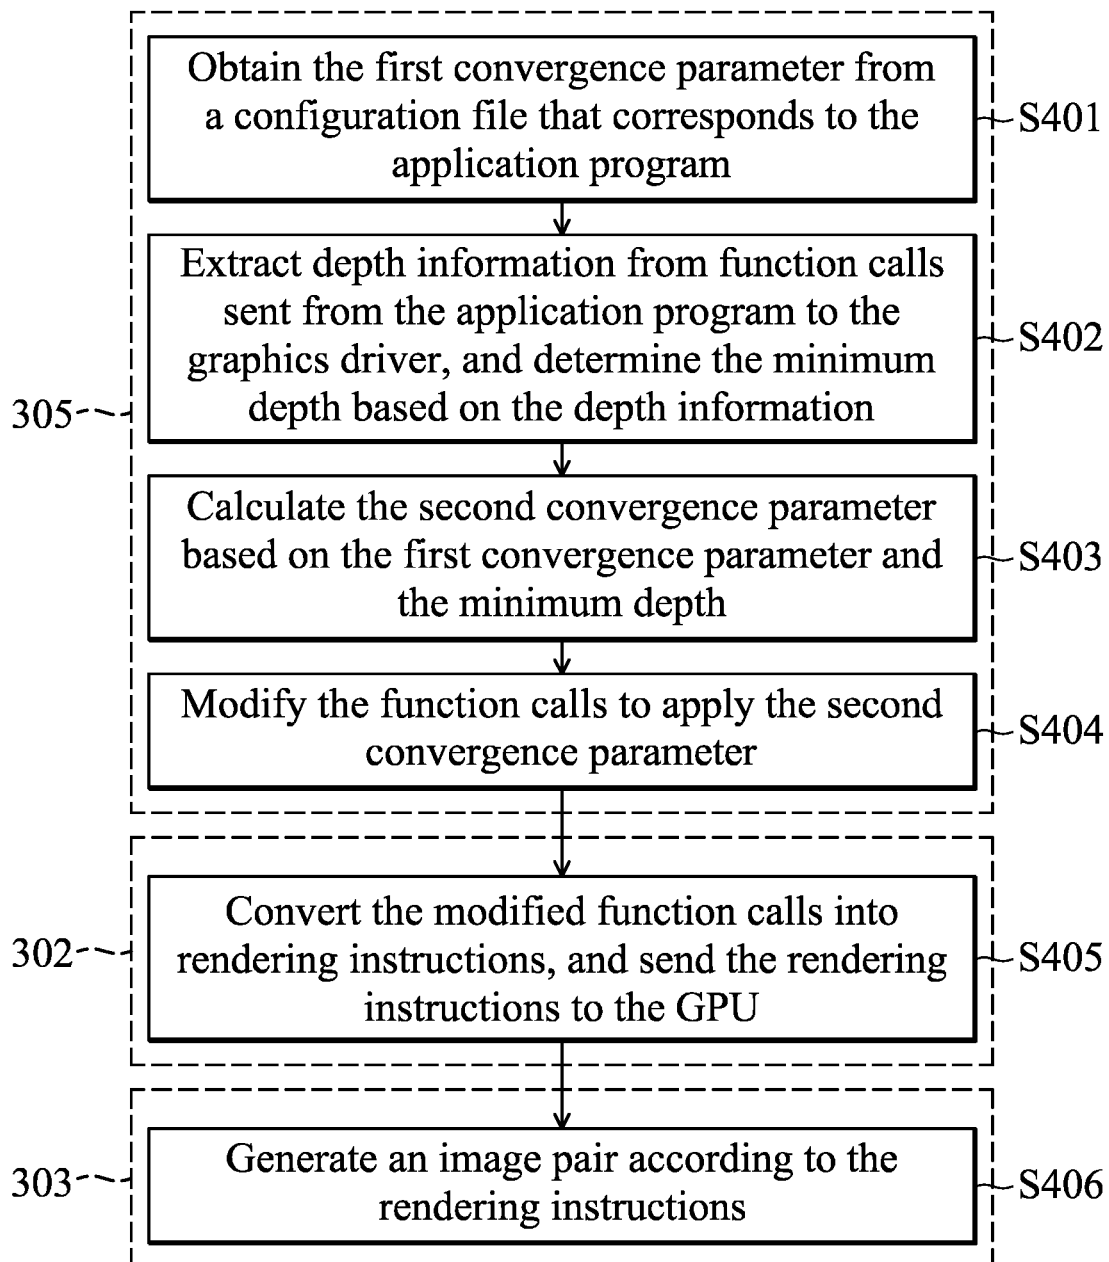 Obtain the first convergence parameter from
a configuration file that corresponds to the
application program
S401
Extract depth information from function calls
sent from the application program to the
graphics driver, and determine the minimum
depth based on the depth information
S402
305
Calculate the second convergence parameter
based on the first convergence parameter and
the minimum depth
S403
Modify the function calls to apply the second
convergence parameter
S404
Convert the modified function calls into
rendering instructions, and send the rendering
instructions to the GPU
302
S405
Generate an image pair according to the
rendering instructions
303
S406